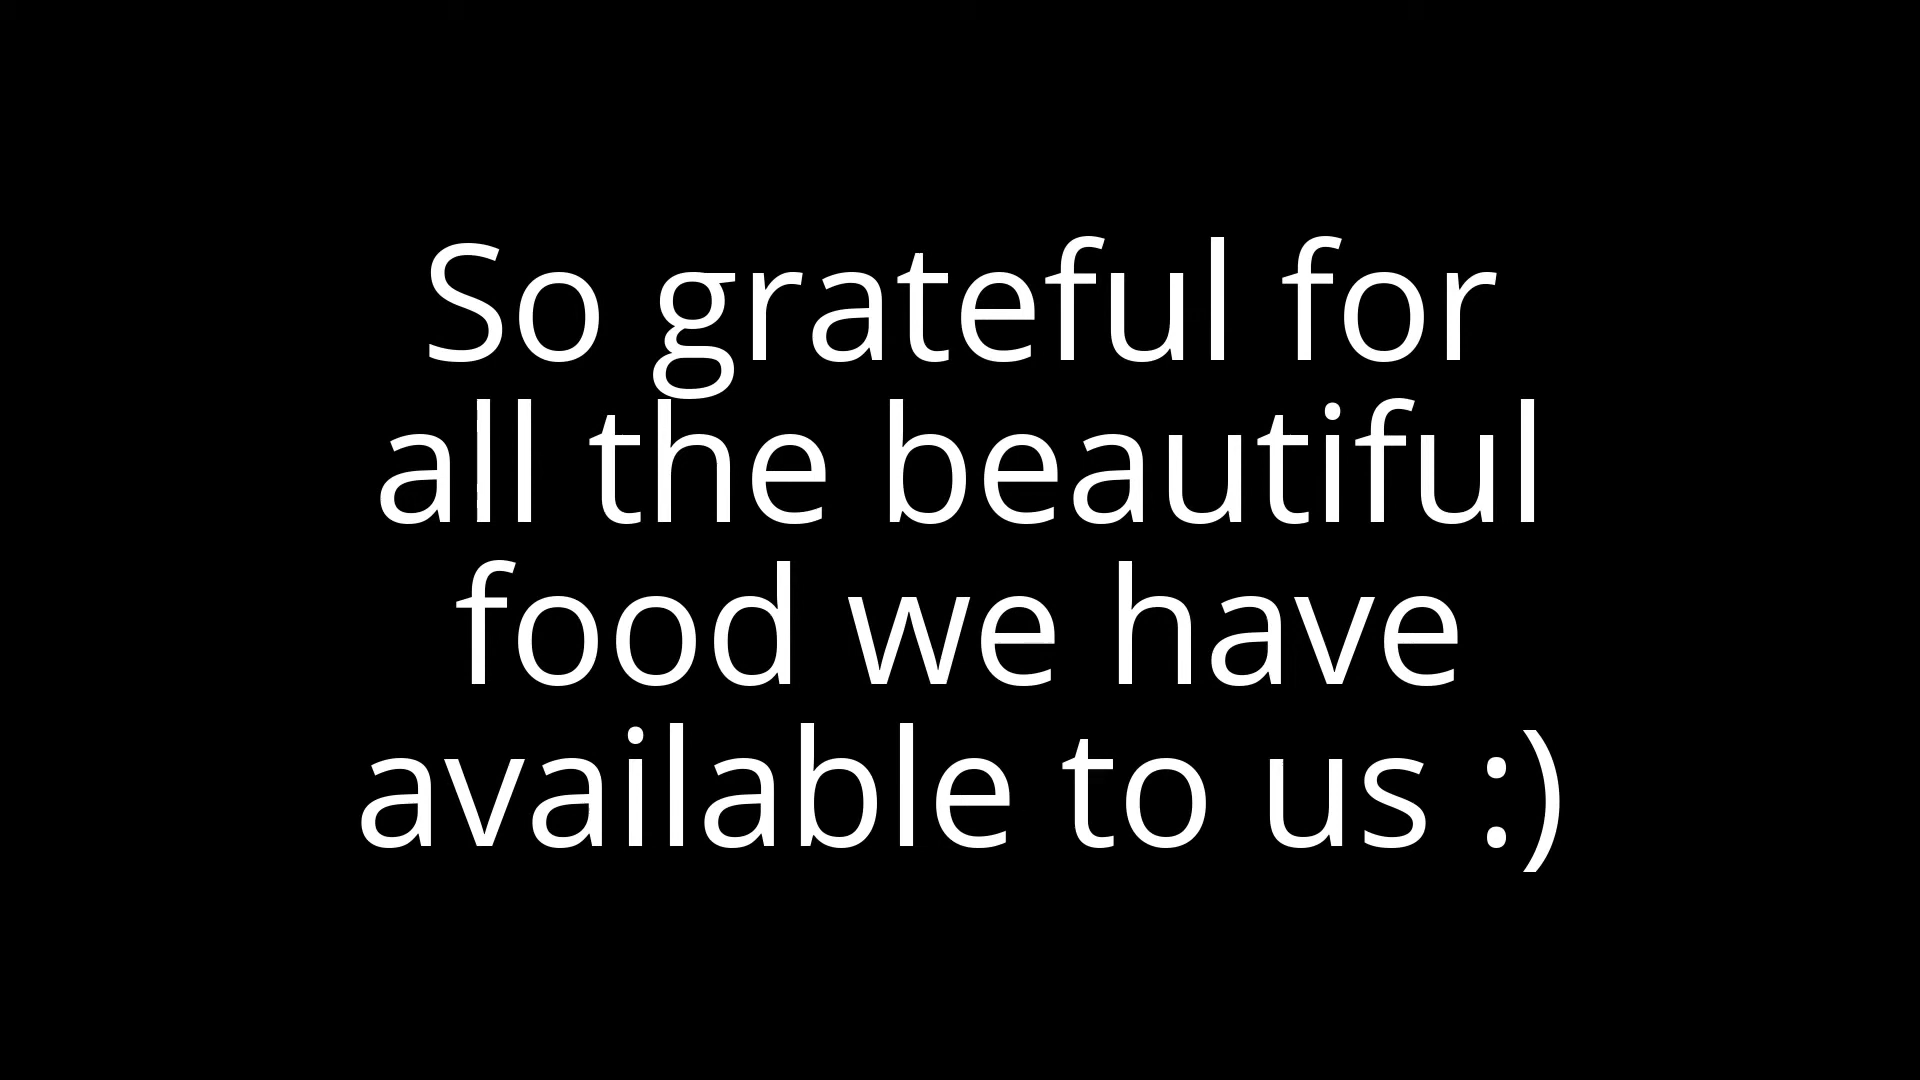 So grateful for
all the beautiful
food we have
available to us :)